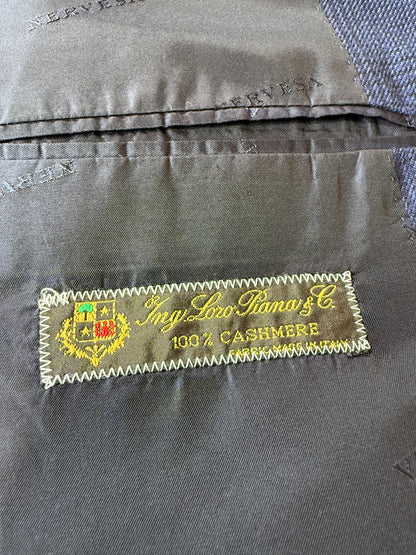 NERVESA
NERVESA
NERVESA
Ing. Loro Piana & C.
100% CASHMERE
FABRIC MADE IN ITALY